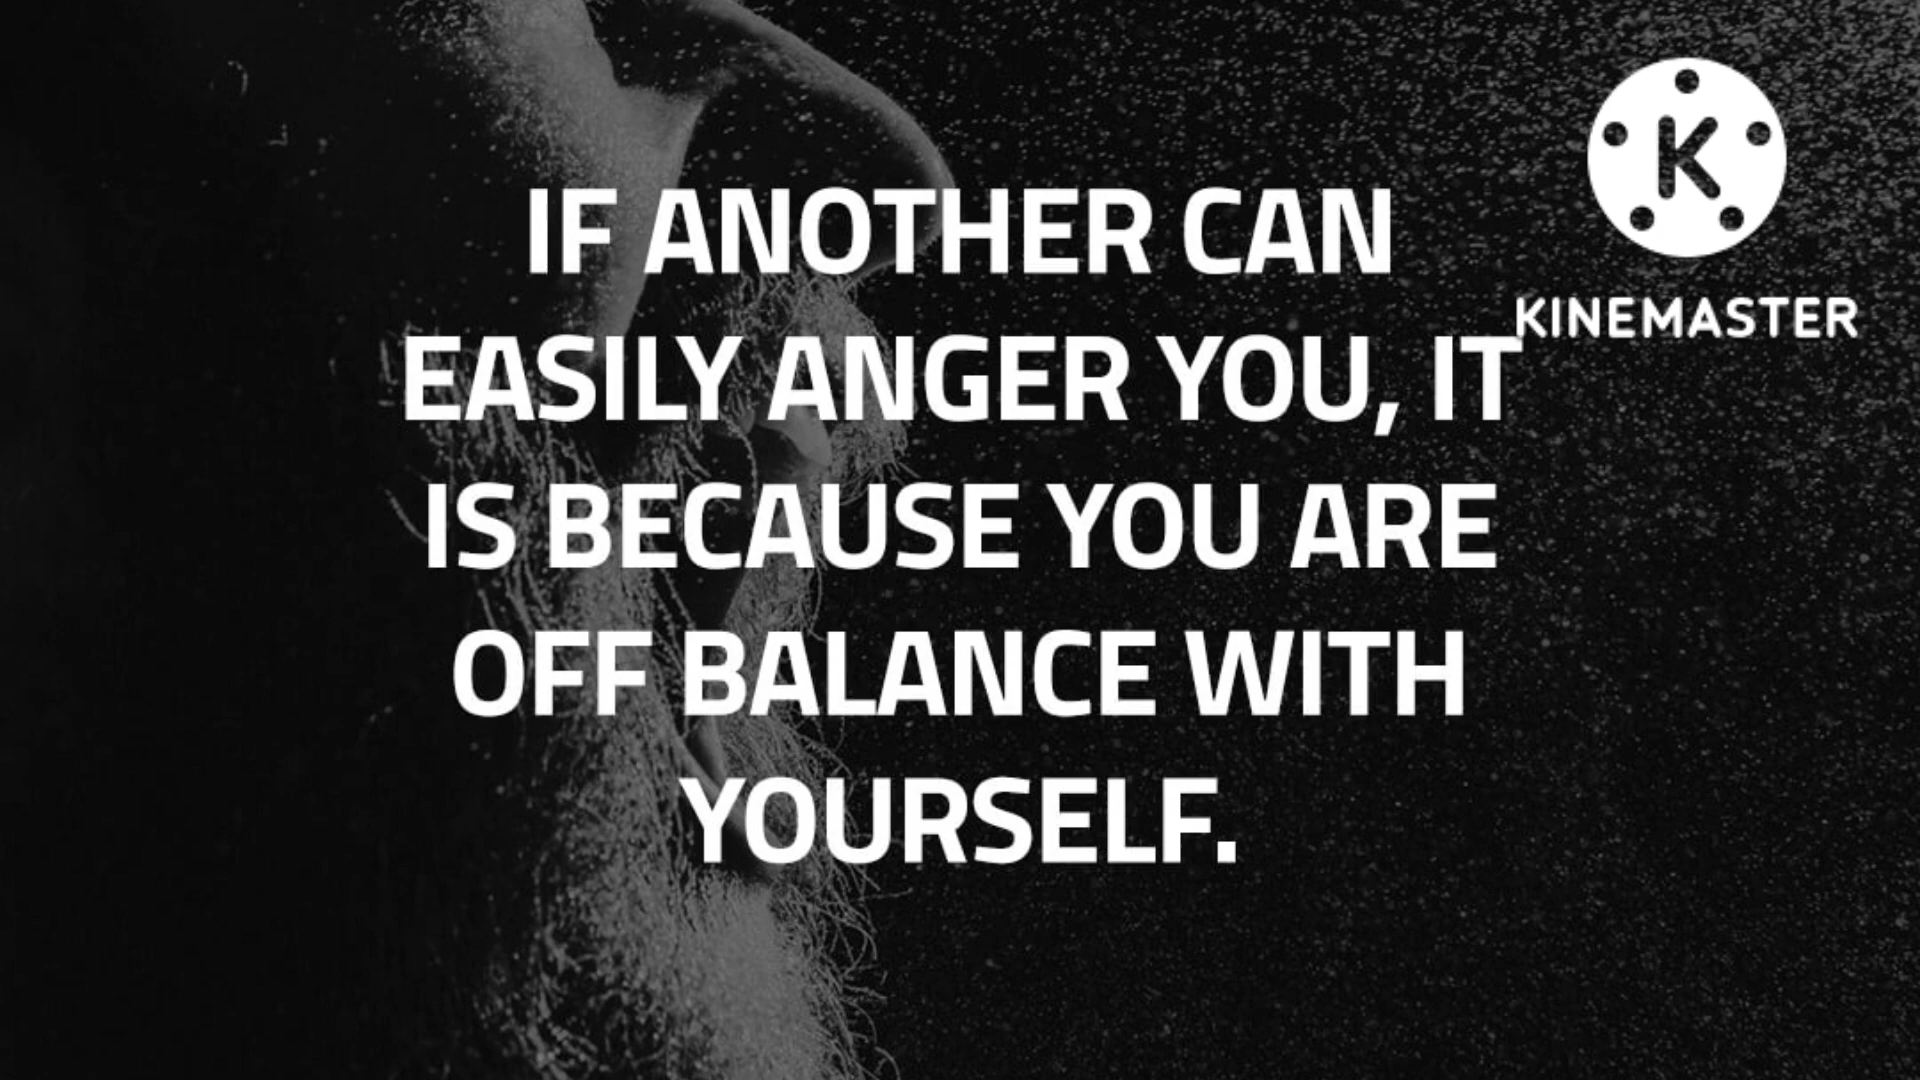 IF ANOTHER CAN
EASILY ANGER YOU, IT
IS BECAUSE YOU ARE
OFF BALANCE WITH
YOURSELF.
K
KINEMASTER